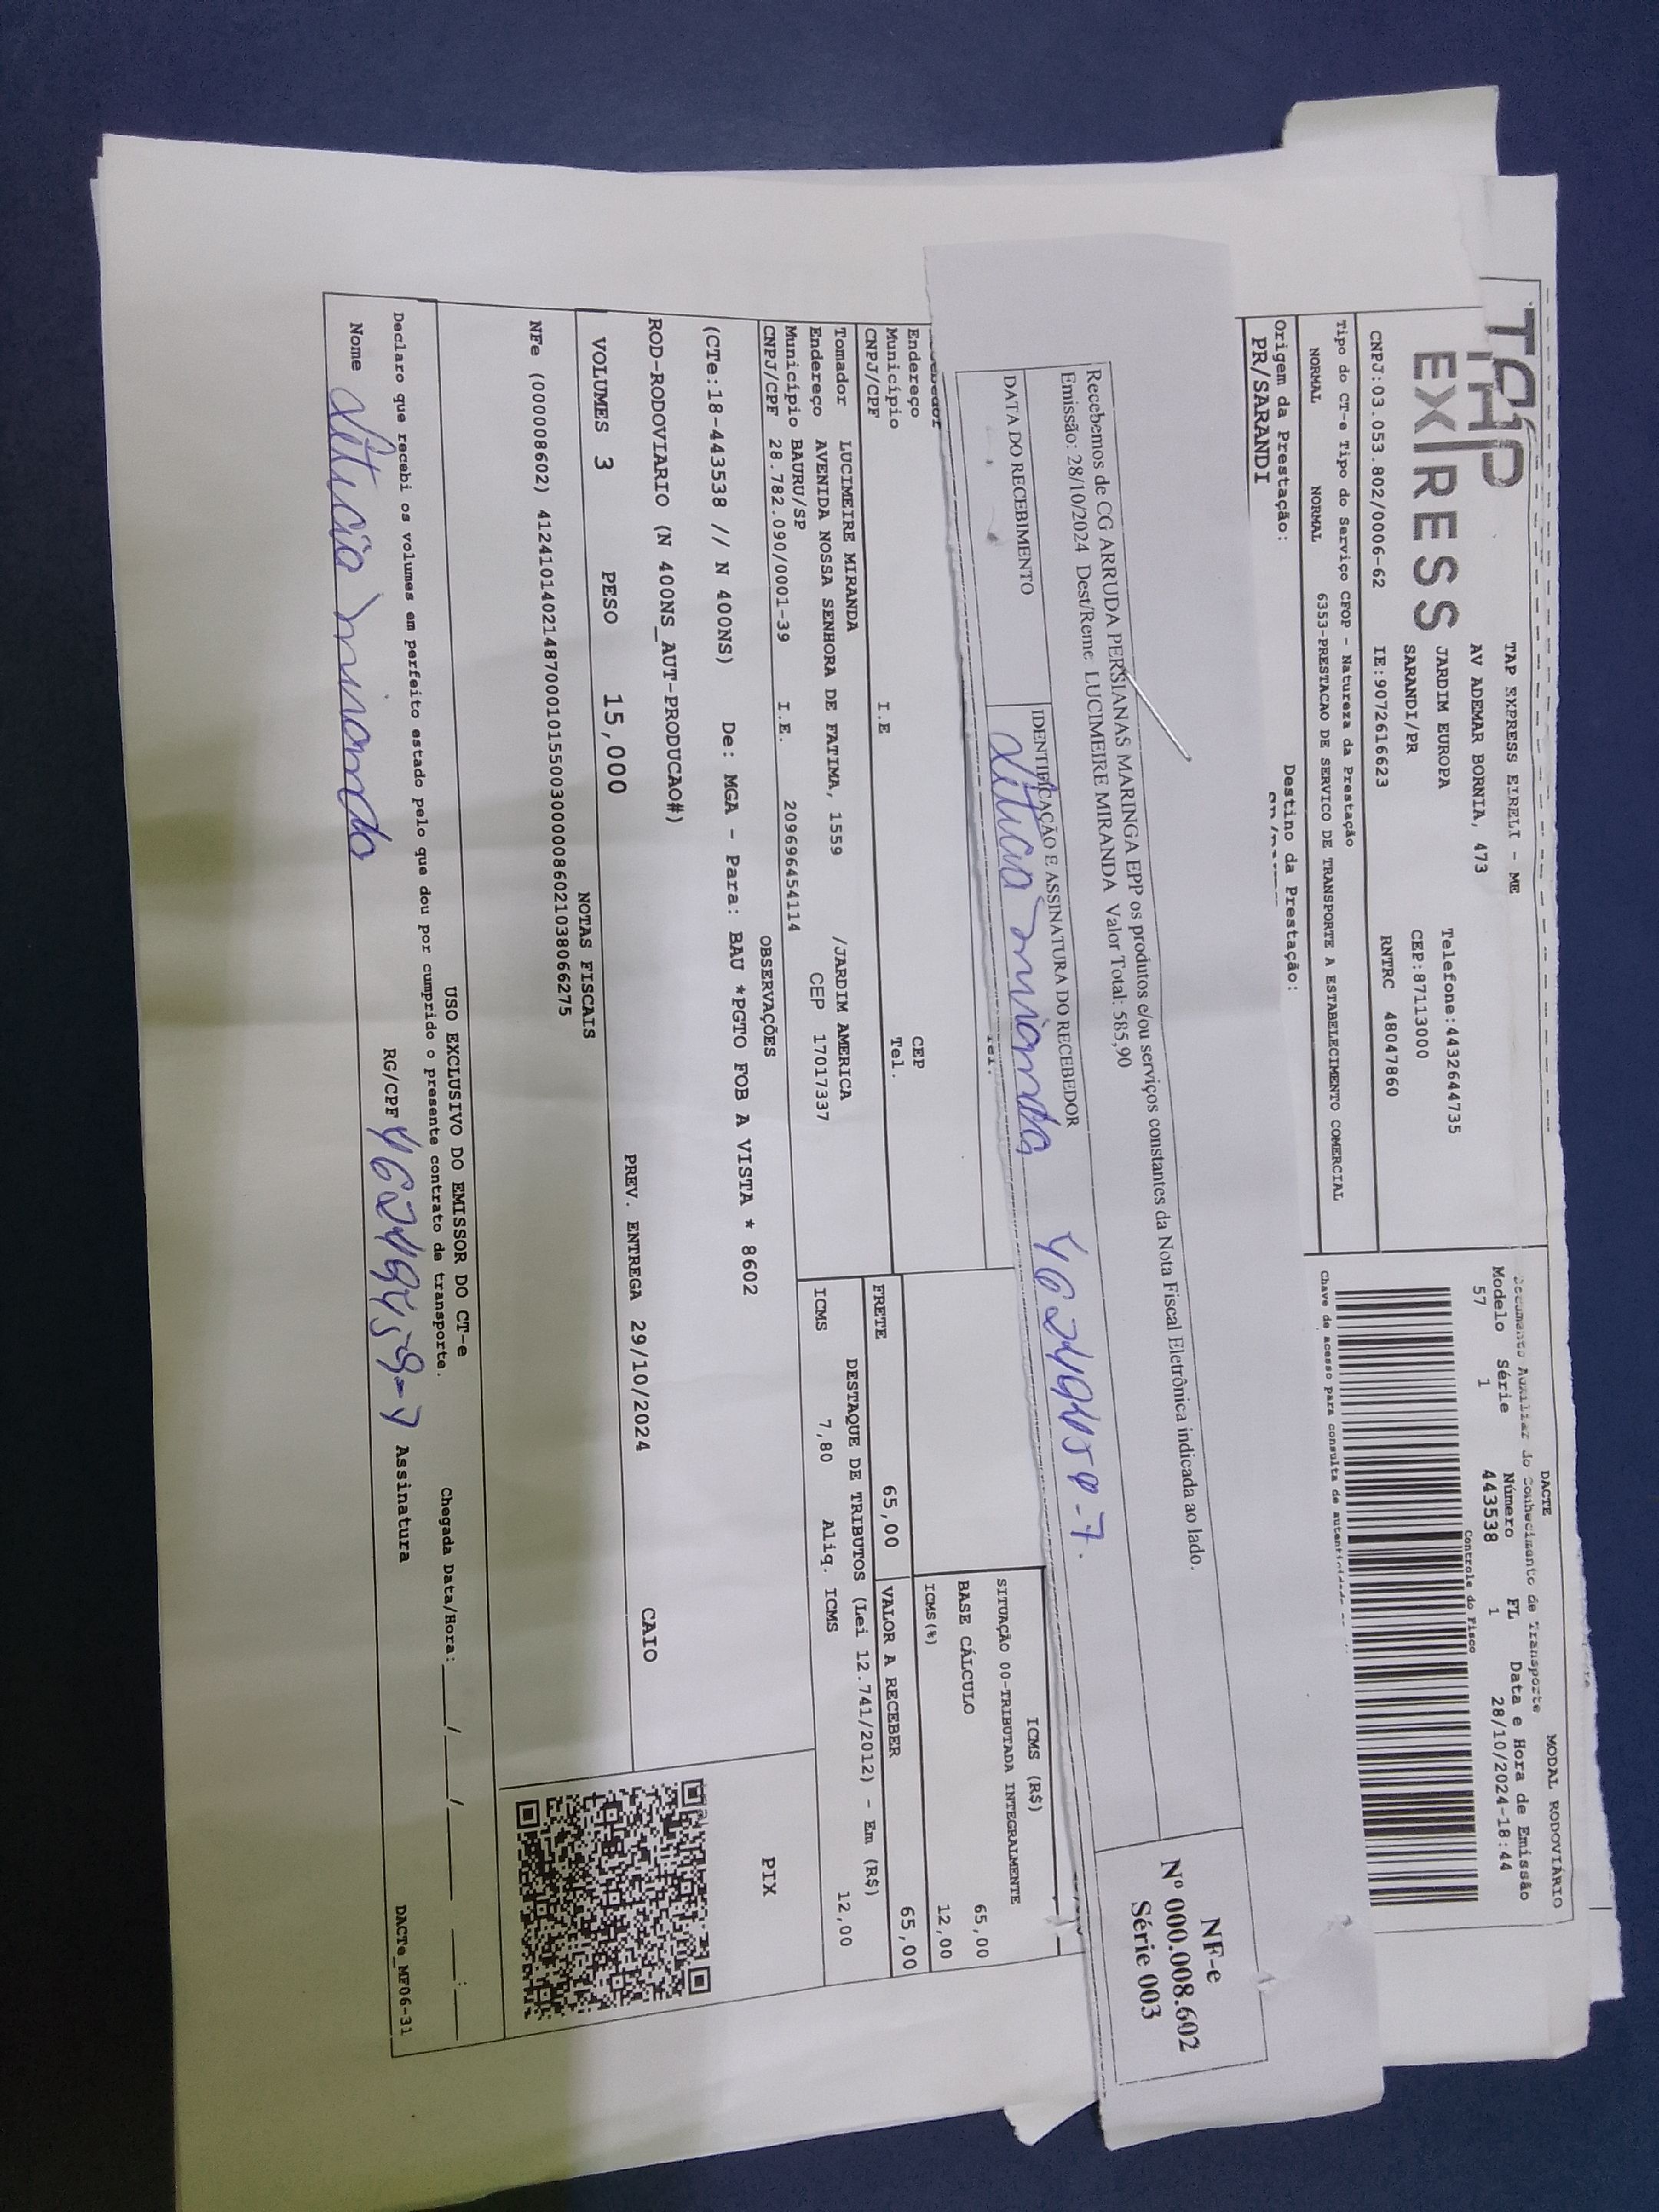 TAP
EXPRESS
TAP EXPRESS EIRELI - ME
AV ADEMAR BORNIA, 473
JARDIM EUROPA
SARANDI/PR
Telefone:4432644735
CEP:87113000
CNPJ:03.053.802/0006-62 IE:9072616623 RNTRC 48047860
DACTE MODAL RODOVIÁRIO
Documento Auxiliar do Conhecimento de Transporte
Modelo Série Número FL Data e Hora de Emissão
57 1 443538 1 28/10/2024-18:44
Controle do Fisco
Chave de acesso para consulta de
Tipo do CT-e Tipo do Serviço CFOP - Natureza da Prestação
NORMAL NORMAL 6353-PRESTACAO DE SERVICO DE TRANSPORTE A ESTABELECIMENTO COMERCIAL
Origem da Prestação: Destino da Prestação:
PR/SARANDI
Recebemos de CG ARRUDA PERSIANAS MARINGA EPP os produtos e/ou serviços constantes da Nota Fiscal Eletrônica indicada ao lado.
Emissão: 28/10/2024 Dest/Reme: LUCIMEIRE MIRANDA Valor Total: 585,90
DATA DO RECEBIMENTO IDENTIFICAÇÃO E ASSINATURA DO RECEBEDOR
NF-e
Nº 000.008.602
Série 003
ICMS (R$)
SITUAÇÃO 00-TRIBUTADA INTEGRALMENTE
BASE CÁLCULO 65,00
ICMS(%) 12,00
Endereço CEP
Município Tel.
CNPJ/CPF I.E
FRETE 65,00 VALOR A RECEBER 65,00
Tomador LUCIMEIRE MIRANDA
Endereço AVENIDA NOSSA SENHORA DE FATIMA, 1559 /JARDIM AMERICA
Município BAURU/SP CEP 17017337
CNPJ/CPF 28.782.090/0001-39 I.E. 209696454114
DESTAQUE DE TRIBUTOS (Lei 12.741/2012) - Em (R$)
ICMS 7,80 Aliq. ICMS 12,00
OBSERVAÇÕES
PIX
(CTe:18-443538 // N 400NS) De: MGA - Para: BAU *PGTO FOB A VISTA * 8602
ROD-RODOVIARIO (N 400NS_AUT-PRODUCAO#)
VOLUMES 3 PESO 15,000 PREV. ENTREGA 29/10/2024 CAIO
NOTAS FISCAIS
NFe (000008602) 41241014021487000101550030000086021038066275
USO EXCLUSIVO DO EMISSOR DO CT-e
Declaro que recebi os volumes em perfeito estado pelo que dou por cumprido o presente contrato de transporte. Chegada Data/Hora:____/____/____ __:__
Nome RG/CPF Assinatura
DACTe_MF06-31